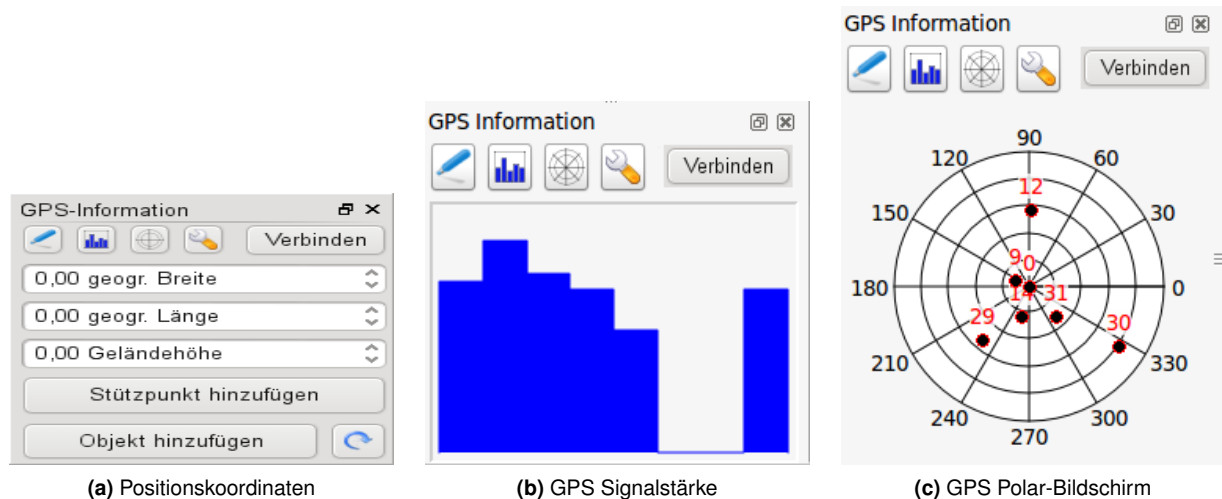 GPS-Information
Verbinden
0,00 geogr. Breite
0,00 geogr. Länge
0,00 Geländehöhe
Stützpunkt hinzufügen
Objekt hinzufügen
(a) Positionskoordinaten
GPS Information
Verbinden
(b) GPS Signalstärke
GPS Information
Verbinden
90
120 60
12
150 30
9 0
180 0
14 31
29 30
210 330
240 300
270
(c) GPS Polar-Bildschirm